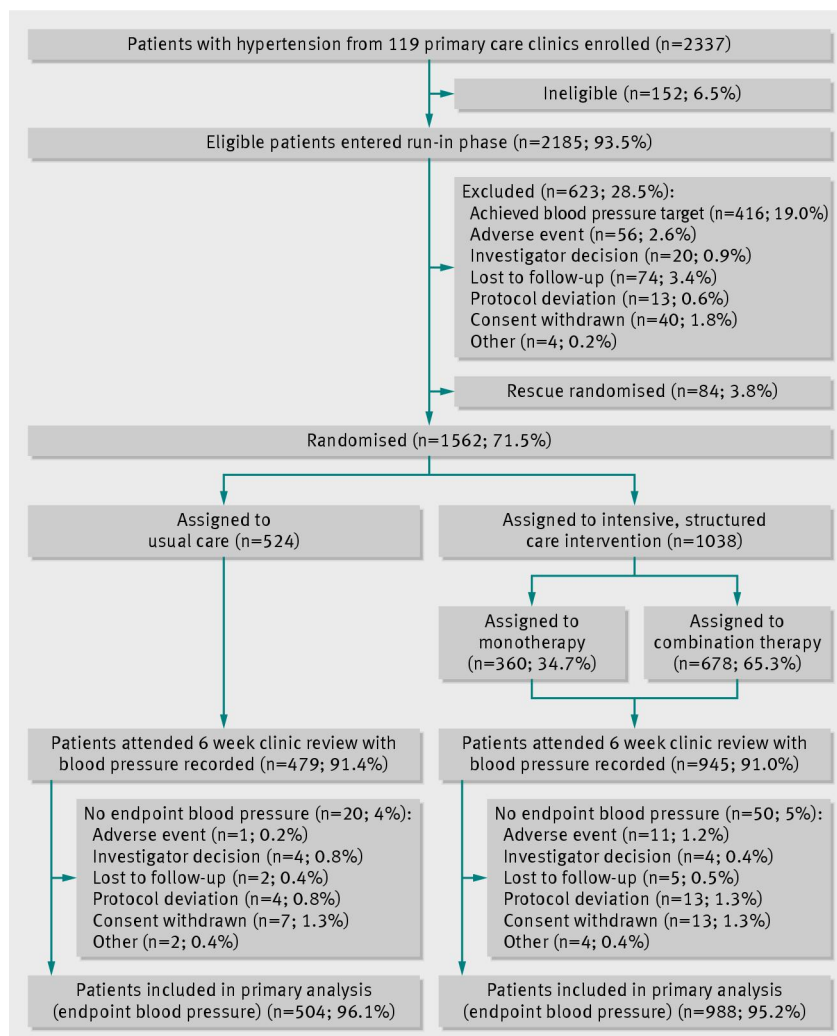 Patients with hypertension from 119 primary care clinics enrolled (n=2337)
Ineligible (n=152; 6.5%)
Eligible patients entered run-in phase (n=2185; 93.5%)
Excluded (n=623; 28.5%):
Achieved blood pressure target (n=416; 19.0%)
Adverse event (n=56; 2.6%)
Investigator decision (n=20; 0.9%)
Lost to follow-up (n=74; 3.4%)
Protocol deviation (n=13; 0.6%)
Consent withdrawn (n=40; 1.8%)
Other (n=4; 0.2%)
Rescue randomised (n=84; 3.8%)
Randomised (n=1562; 71.5%)
Assigned to
usual care (n=524)
Assigned to intensive, structured
care intervention (n=1038)
Assigned to
monotherapy
(n=360; 34.7%)
Assigned to
combination therapy
(n=678; 65.3%)
Patients attended 6 week clinic review with
blood pressure recorded (n=479; 91.4%)
Patients attended 6 week clinic review with
blood pressure recorded (n=945; 91.0%)
No endpoint blood pressure (n=20; 4%):
Adverse event (n=1; 0.2%)
Investigator decision (n=4; 0.8%)
Lost to follow-up (n=2; 0.4%)
Protocol deviation (n=4; 0.8%)
Consent withdrawn (n=7; 1.3%)
Other (n=2; 0.4%)
No endpoint blood pressure (n=50; 5%):
Adverse event (n=11; 1.2%)
Investigator decision (n=4; 0.4%)
Lost to follow-up (n=5; 0.5%)
Protocol deviation (n=13; 1.3%)
Consent withdrawn (n=13; 1.3%)
Other (n=4; 0.4%)
Patients included in primary analysis
(endpoint blood pressure) (n=504; 96.1%)
Patients included in primary analysis
(endpoint blood pressure) (n=988; 95.2%)